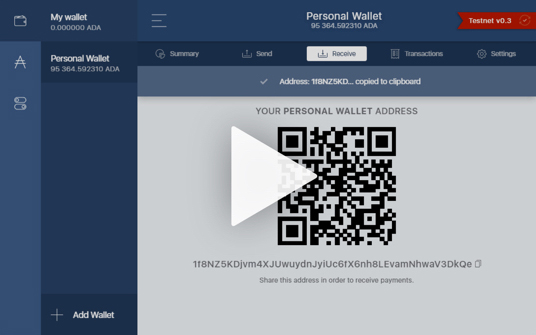 My wallet
0.000000 ADA
Personal Wallet
95 364.592310 ADA
Add Wallet
Personal Wallet
95 364.592310 ADA
Testnet v0.3
Summary
Send
Receive
Transactions
Settings
Address: '1f8NZ5KD... copied to clipboard
YOUR PERSONAL WALLET ADDRESS
1f8NZ5KDjvm4XJUwuydnJyiUc6fX6nh8LEvamNhwaV3DkQe
Share this address in order to receive payments.